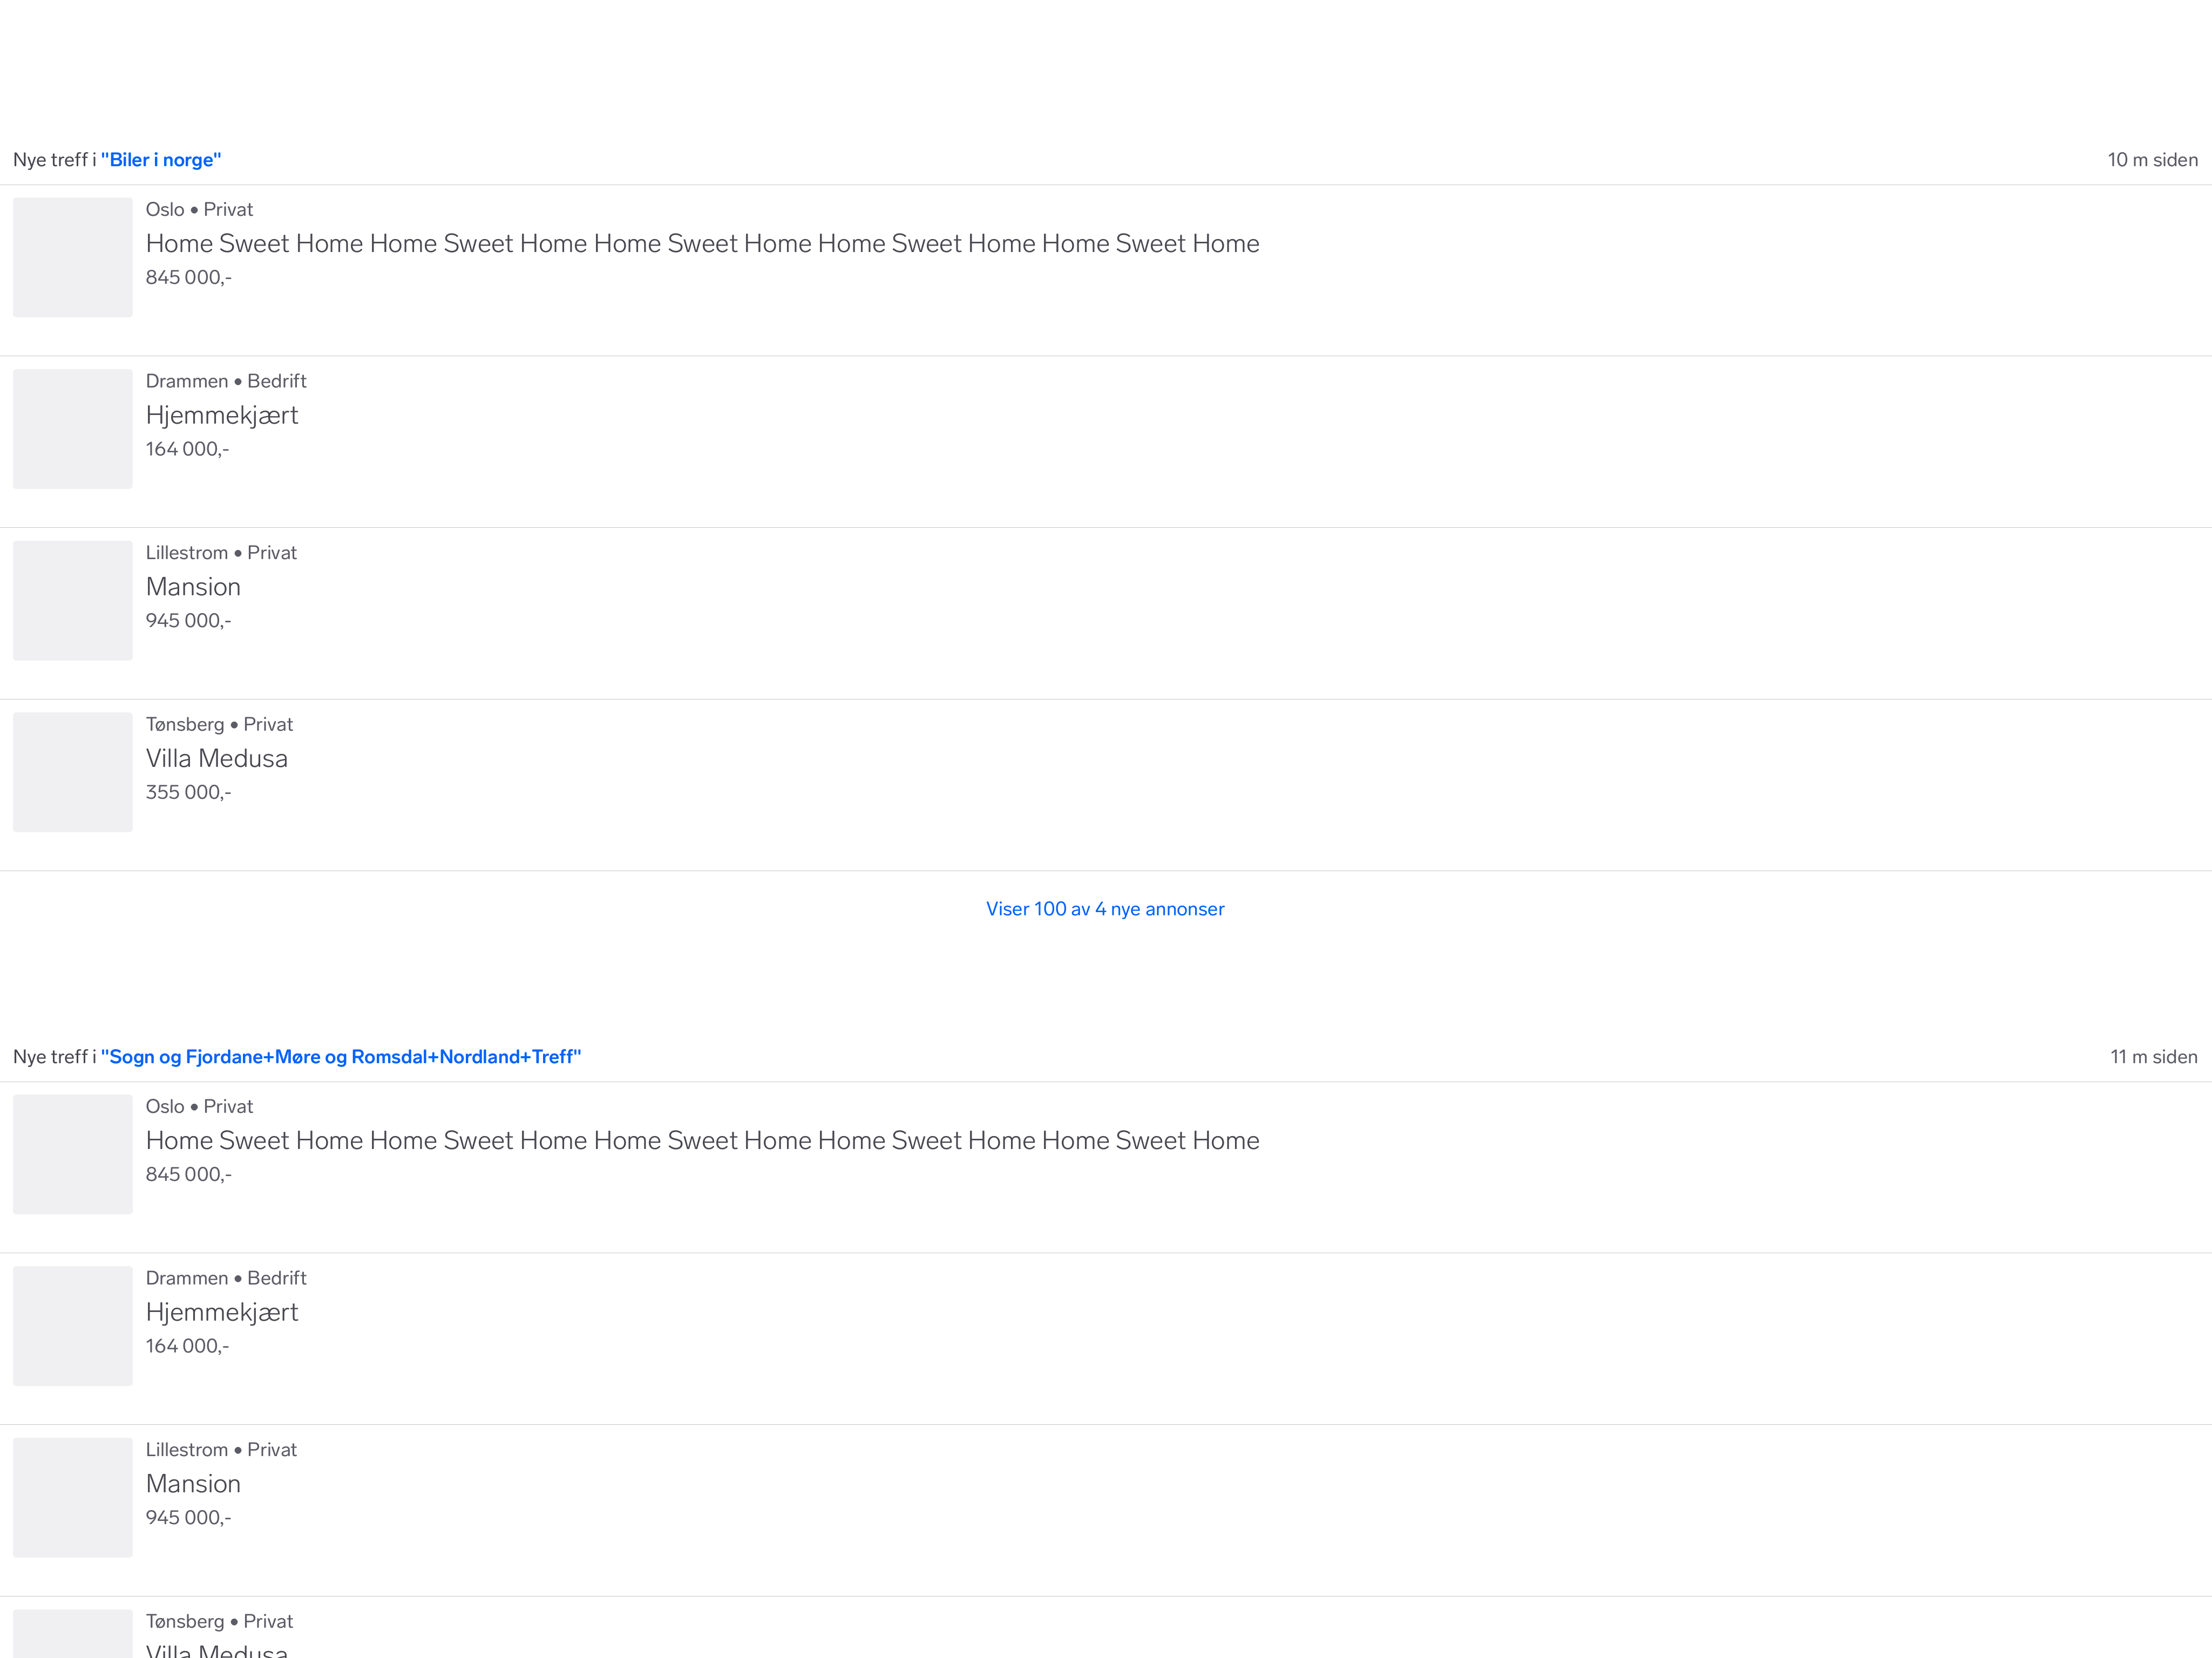 Nye treff i "Biler i norge" 10 m siden
Oslo • Privat
Home Sweet Home Home Sweet Home Home Sweet Home Home Sweet Home Home Sweet Home
845 000,-
Drammen • Bedrift
Hjemmekjært
164 000,-
Lillestrom • Privat
Mansion
945 000,-
Tønsberg • Privat
Villa Medusa
355 000,-
Viser 100 av 4 nye annonser
Nye treff i "Sogn og Fjordane+Møre og Romsdal+Nordland+Treff" 11 m siden
Oslo • Privat
Home Sweet Home Home Sweet Home Home Sweet Home Home Sweet Home Home Sweet Home
845 000,-
Drammen • Bedrift
Hjemmekjært
164 000,-
Lillestrom • Privat
Mansion
945 000,-
Tønsberg • Privat
Villa Medusa